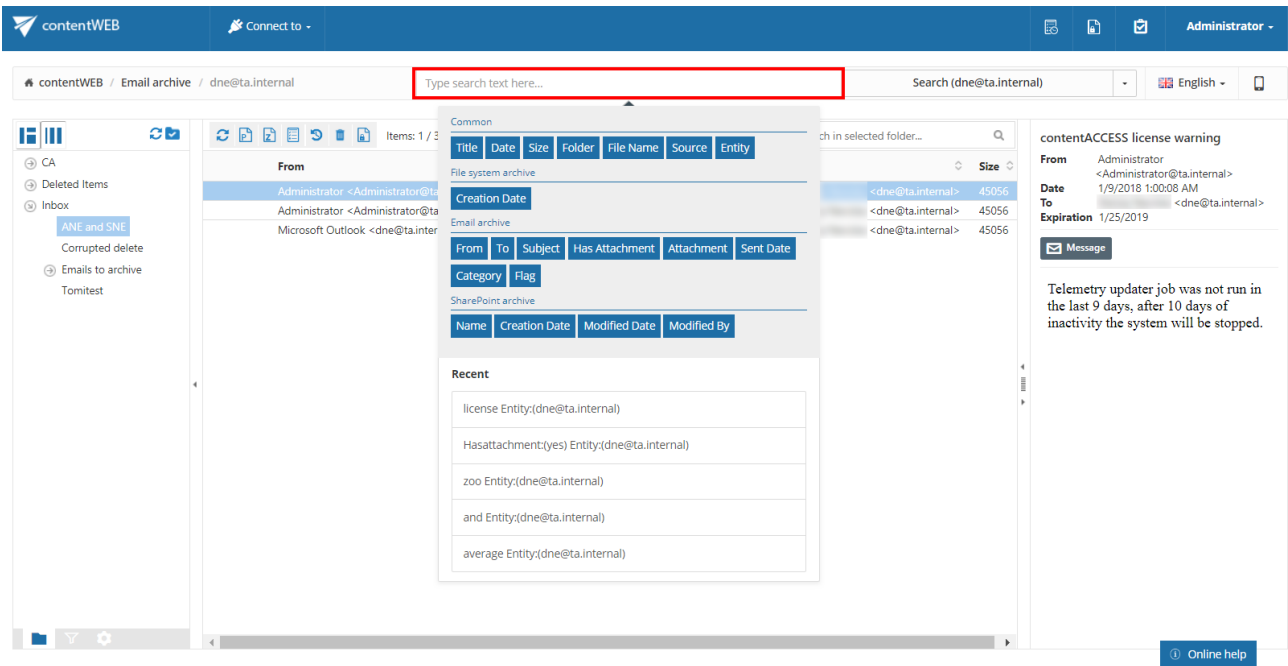 contentWEB
Connect to
Administrator
contentWEB / Email archive / dne@ta.internal
Type search text here...
Search (dne@ta.internal)
English
Items: 1 / 3
ch in selected folder...
From
Size
Administrator <Administrator@ta
<dne@ta.internal>
45056
Administrator <Administrator@ta
<dne@ta.internal>
45056
Microsoft Outlook <dne@ta.inter
<dne@ta.internal>
45056
CA
Deleted Items
Inbox
ANE and SNE
Corrupted delete
Emails to archive
Tomitest
Common
Title Date Size Folder File Name Source Entity
File system archive
Creation Date
Email archive
From To Subject Has Attachment Attachment Sent Date
Category Flag
SharePoint archive
Name Creation Date Modified Date Modified By
Recent
license Entity:(dne@ta.internal)
Hasattachment:(yes) Entity:(dne@ta.internal)
zoo Entity:(dne@ta.internal)
and Entity:(dne@ta.internal)
average Entity:(dne@ta.internal)
contentACCESS license warning
From Administrator
<Administrator@ta.internal>
Date 1/9/2018 1:00:08 AM
To <dne@ta.internal>
Expiration 1/25/2019
Message
Telemetry updater job was not run in
the last 9 days, after 10 days of
inactivity the system will be stopped.
Online help